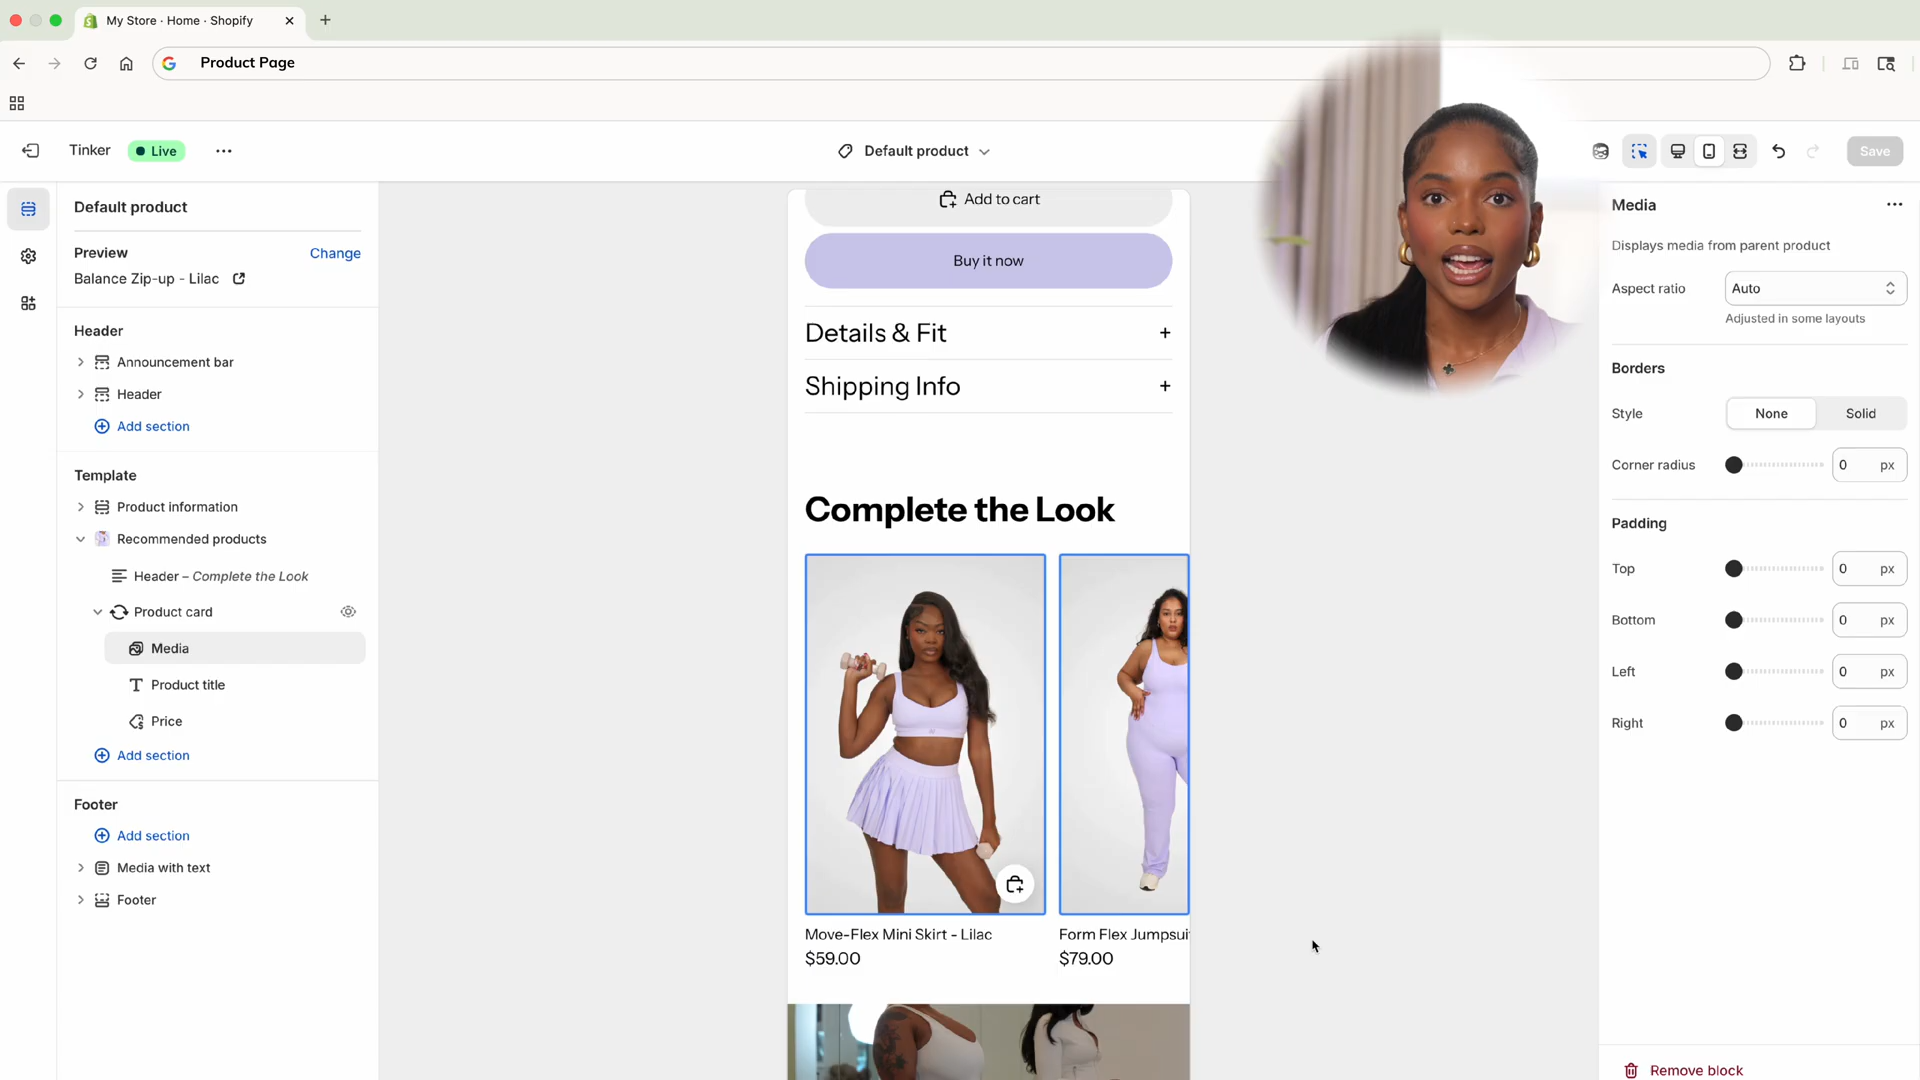 My Store · Home · Shopify
Product Page
Tinker
Live
Default product
Save
Default product
Preview
Change
Balance Zip-up - Lilac
Header
Announcement bar
Header
Add section
Template
Product information
Recommended products
Header – Complete the Look
Product card
Media
Product title
Price
Add section
Footer
Add section
Media with text
Footer
Add to cart
Buy it now
Details & Fit
Shipping Info
Complete the Look
Move-Flex Mini Skirt - Lilac
$59.00
Form Flex Jumpsui
$79.00
Media
Displays media from parent product
Aspect ratio
Auto
Adjusted in some layouts
Borders
Style
None
Solid
Corner radius
0 px
Padding
Top
0 px
Bottom
0 px
Left
0 px
Right
0 px
Remove block